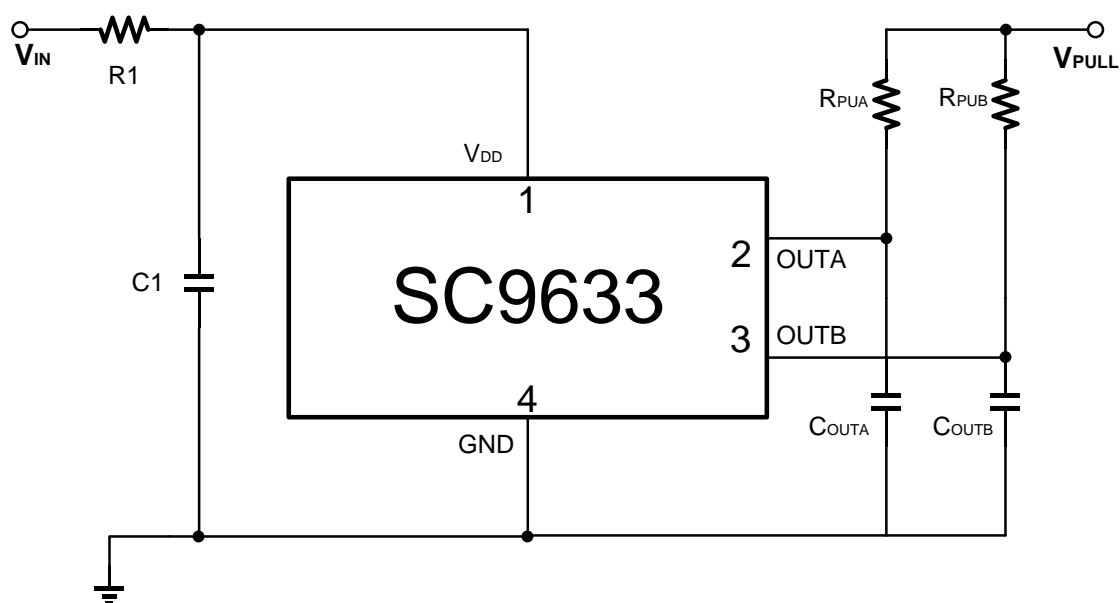 VIN
R1
VPULL
RPUA
RPUB
VDD
1
2
OUTA
C1
SC9633
3
OUTB
4
GND
COUTA
COUTB